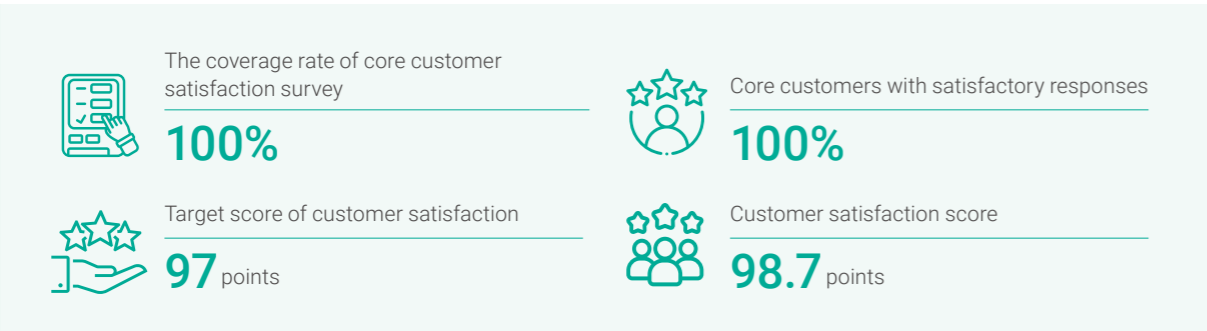 The coverage rate of core customer
satisfaction survey
100%
Core customers with satisfactory responses
100%
Target score of customer satisfaction
97 points
Customer satisfaction score
98.7 points